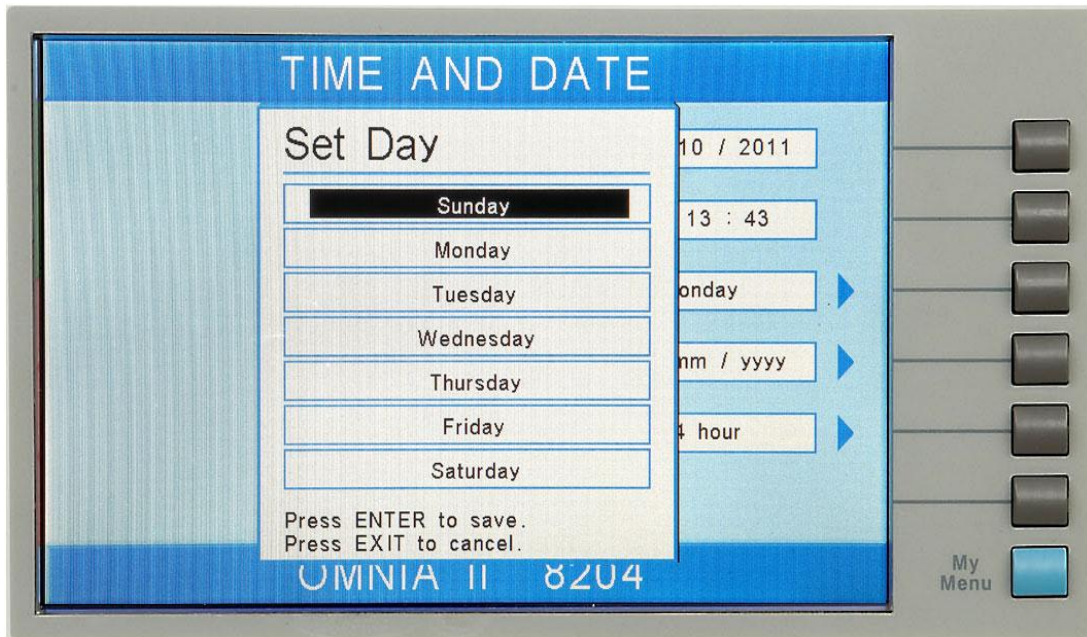 TIME AND DATE
Set Day
Sunday
Monday
Tuesday
Wednesday
Thursday
Friday
Saturday
Press ENTER to save.
Press EXIT to cancel.
10 / 2011
13 : 43
onday
mm / yyyy
4 hour
OMNIA II 8204
My
Menu